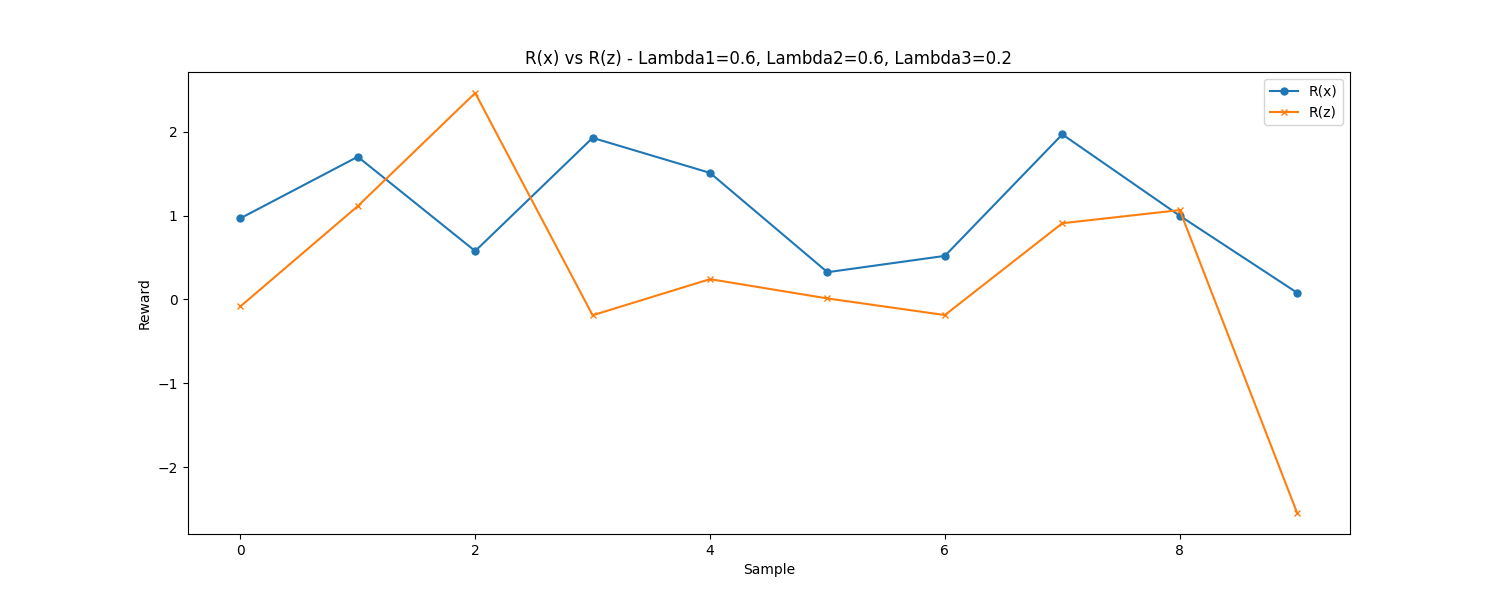 R(x) vs R(z) - Lambda1=0.6, Lambda2=0.6, Lambda3=0.2
R(x)
R(z)
2
1
0
−1
−2
Reward
0 2 4 6 8
Sample